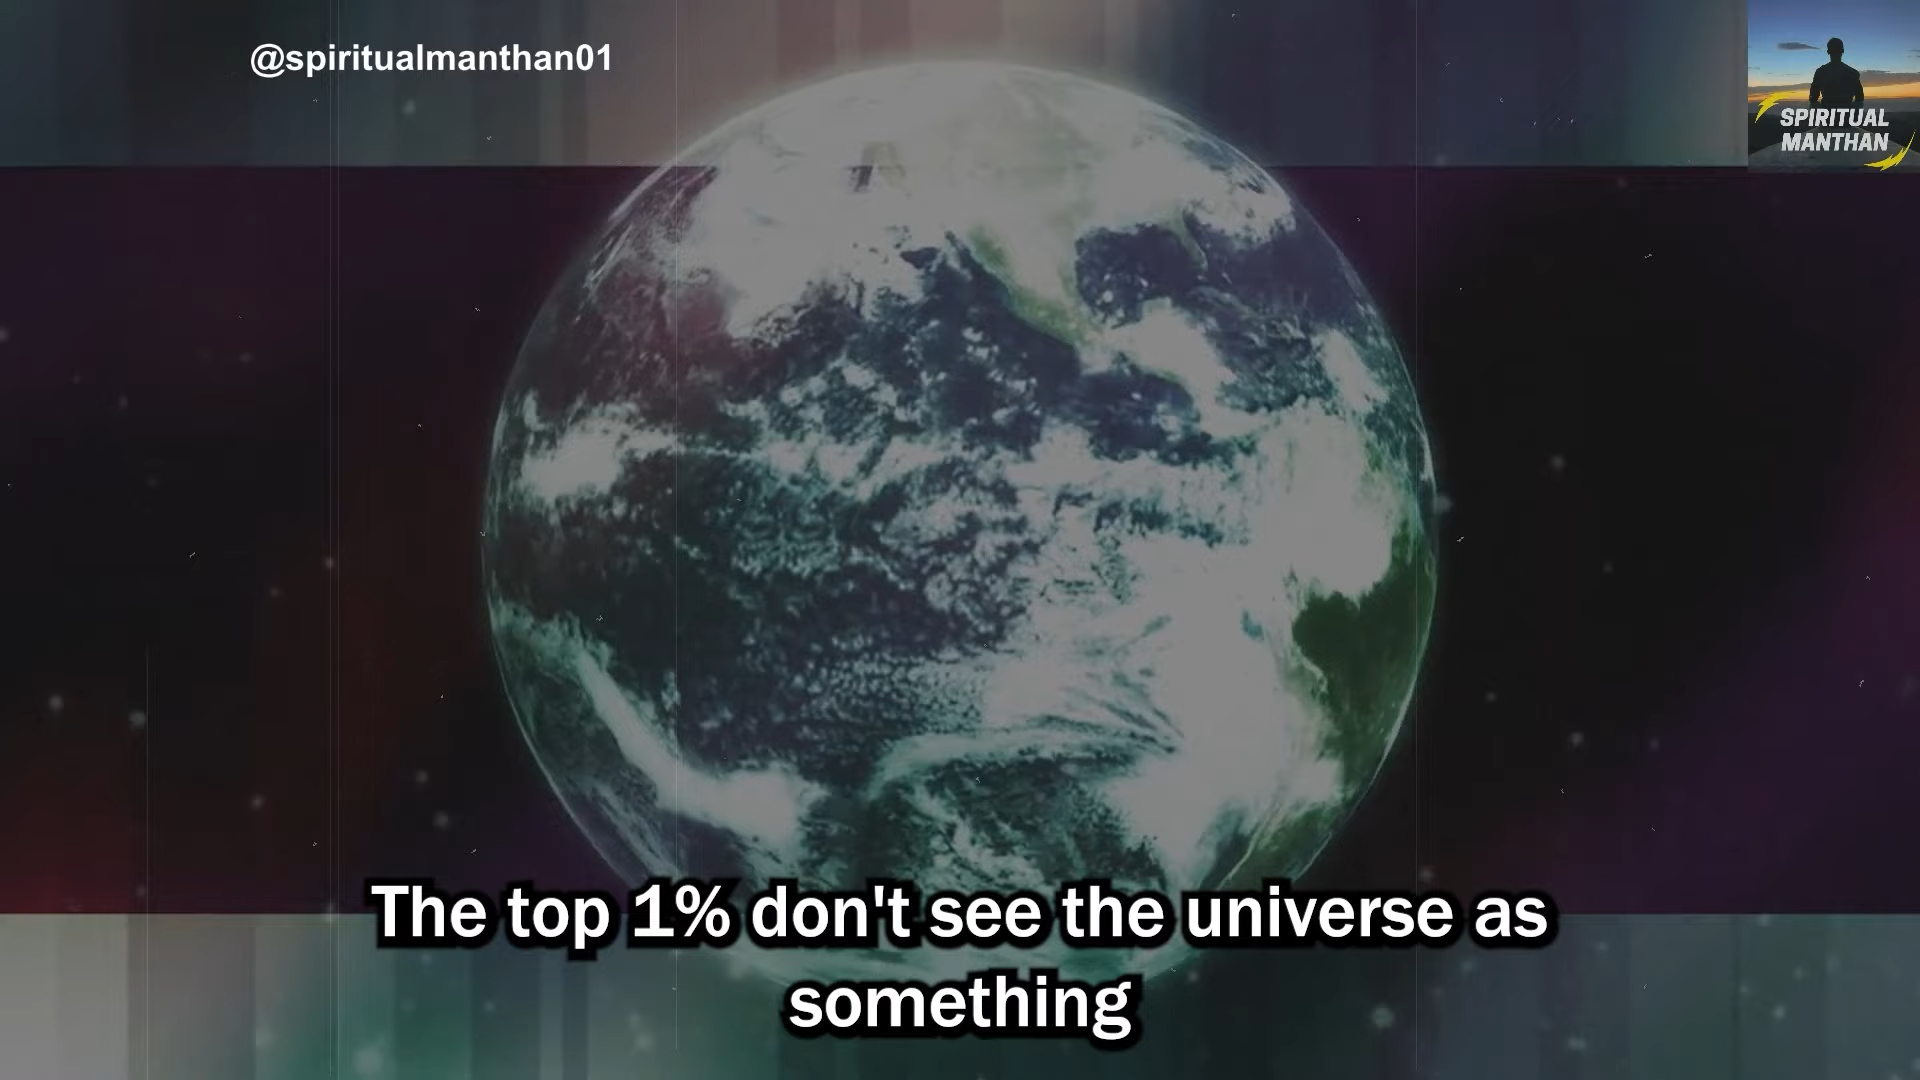 @spiritualmanthan01
SPIRITUAL
MANTHAN
The top 1% don't see the universe as
something